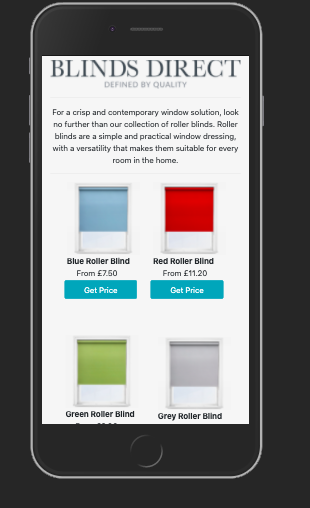 BLINDS DIRECT
DEFINED BY QUALITY
For a crisp and contemporary window solution, look
no further than our collection of roller blinds. Roller
blinds are a simple and practical window dressing,
with a versatility that makes them suitable for every
room in the home.
Blue Roller Blind Red Roller Blind
From £7.50 From £11.20
Get Price Get Price
Green Roller Blind Grey Roller Blind